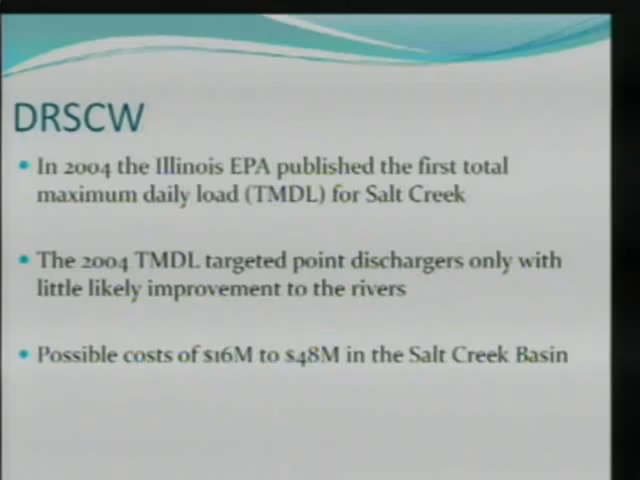 DRSCW
In 2004 the Illinois EPA published the first total
maximum daily load (TMDL) for Salt Creek
The 2004 TMDL targeted point dischargers only with
little likely improvement to the rivers
Possible costs of $16M to $48M in the Salt Creek Basin